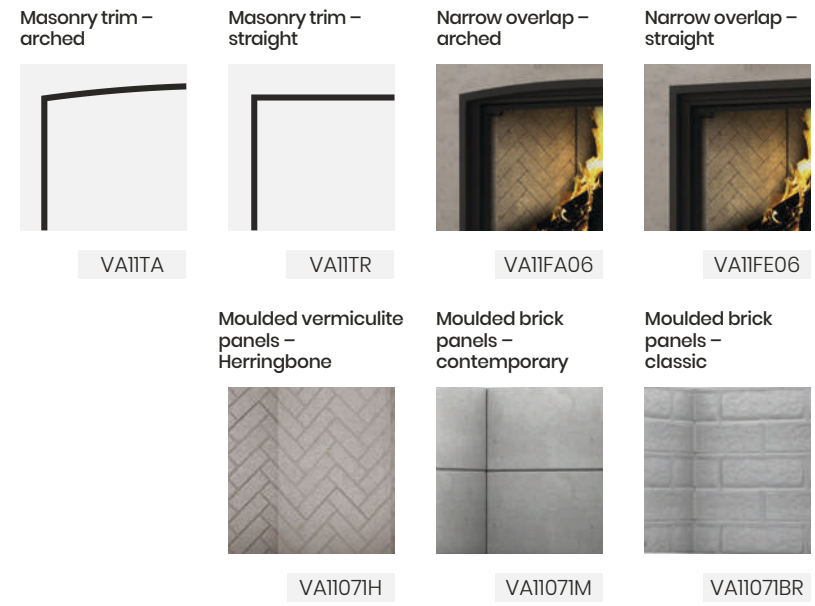 Masonry trim –
arched
Masonry trim –
straight
Narrow overlap –
arched
Narrow overlap –
straight
VA11TA
VA11TR
VA11FA06
VA11FE06
Moulded vermiculite
panels –
Herringbone
Moulded brick
panels –
contemporary
Moulded brick
panels –
classic
VA11071H
VA11071M
VA11071BR